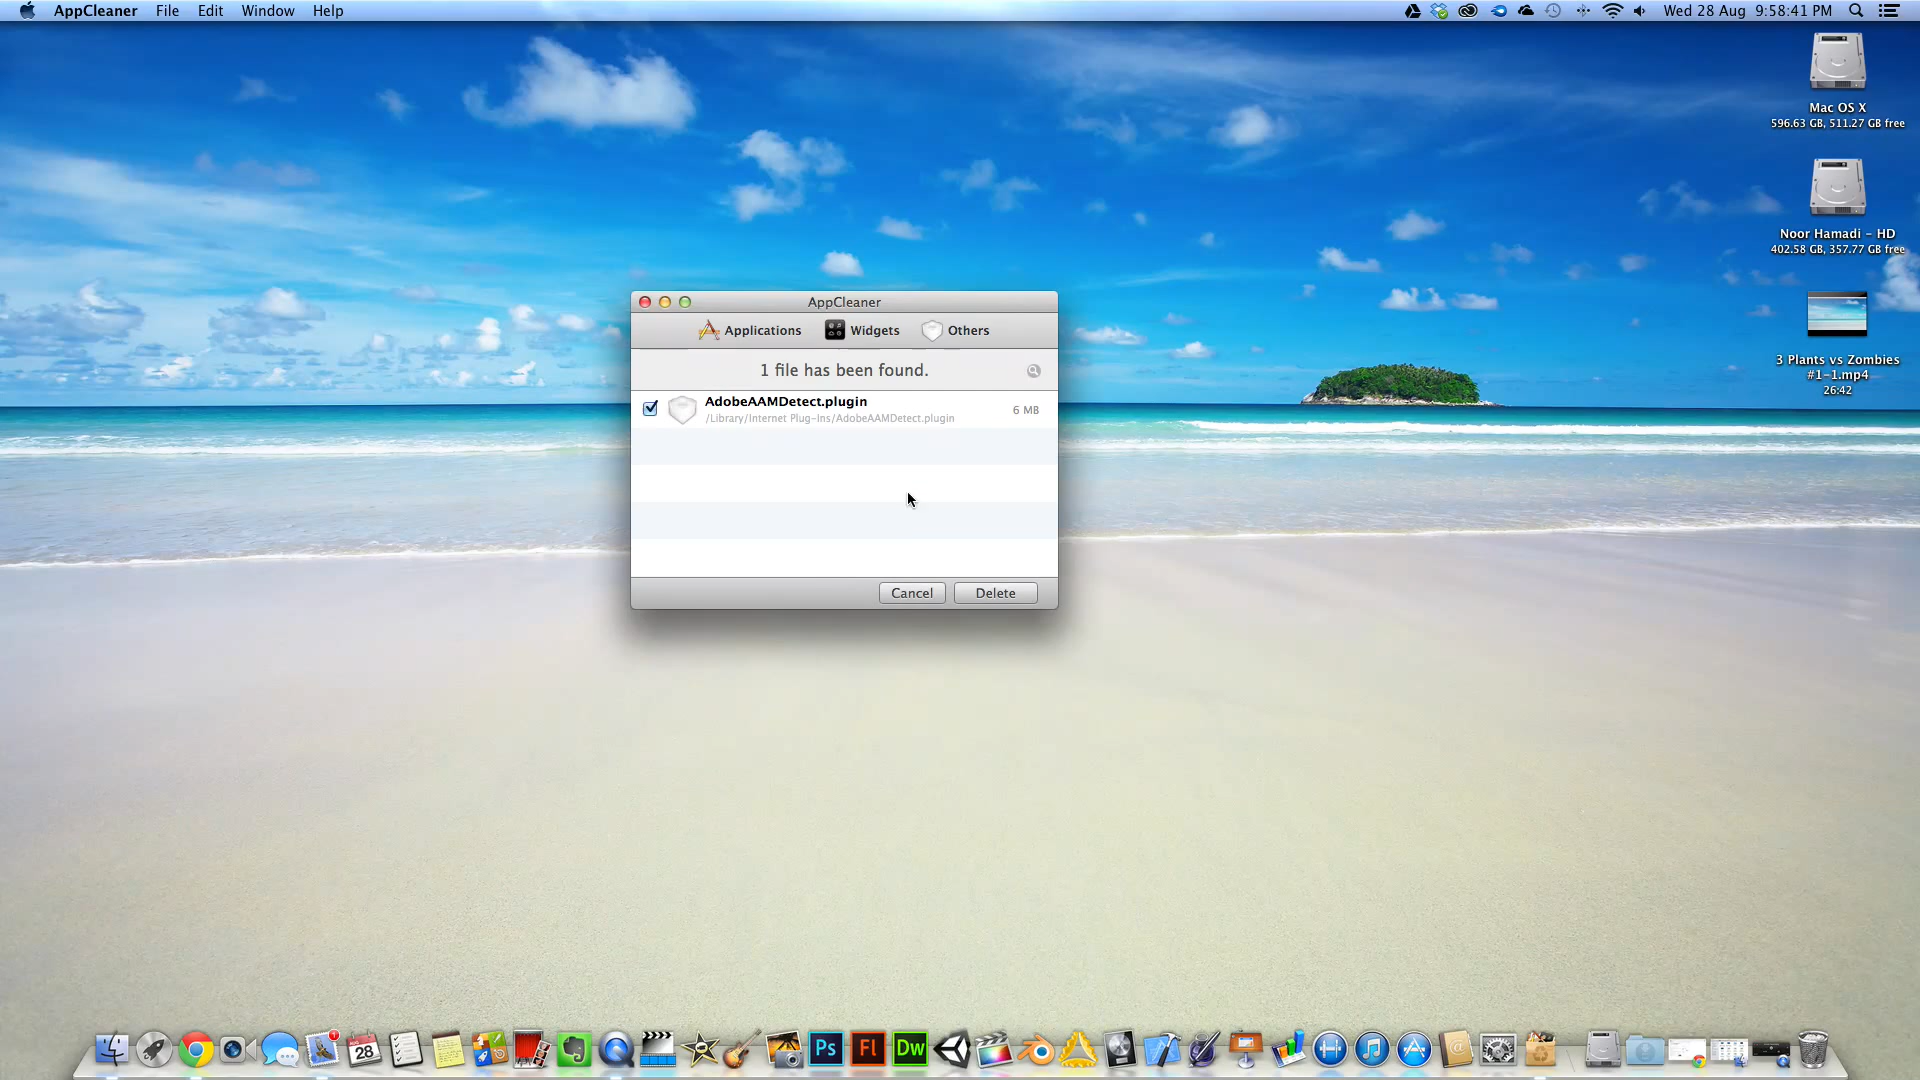 AppCleaner File Edit Window Help
Wed 28 Aug 9:58:41 PM
Mac OS X
596.63 GB, 511.27 GB free
Noor Hamadi – HD
402.58 GB, 357.77 GB free
3 Plants vs Zombies
#1-1.mp4
26:42
AppCleaner
Applications Widgets Others
1 file has been found.
AdobeAAMDetect.plugin
/Library/Internet Plug-Ins/AdobeAAMDetect.plugin
6 MB
Cancel Delete
1
28
Ps Fl Dw